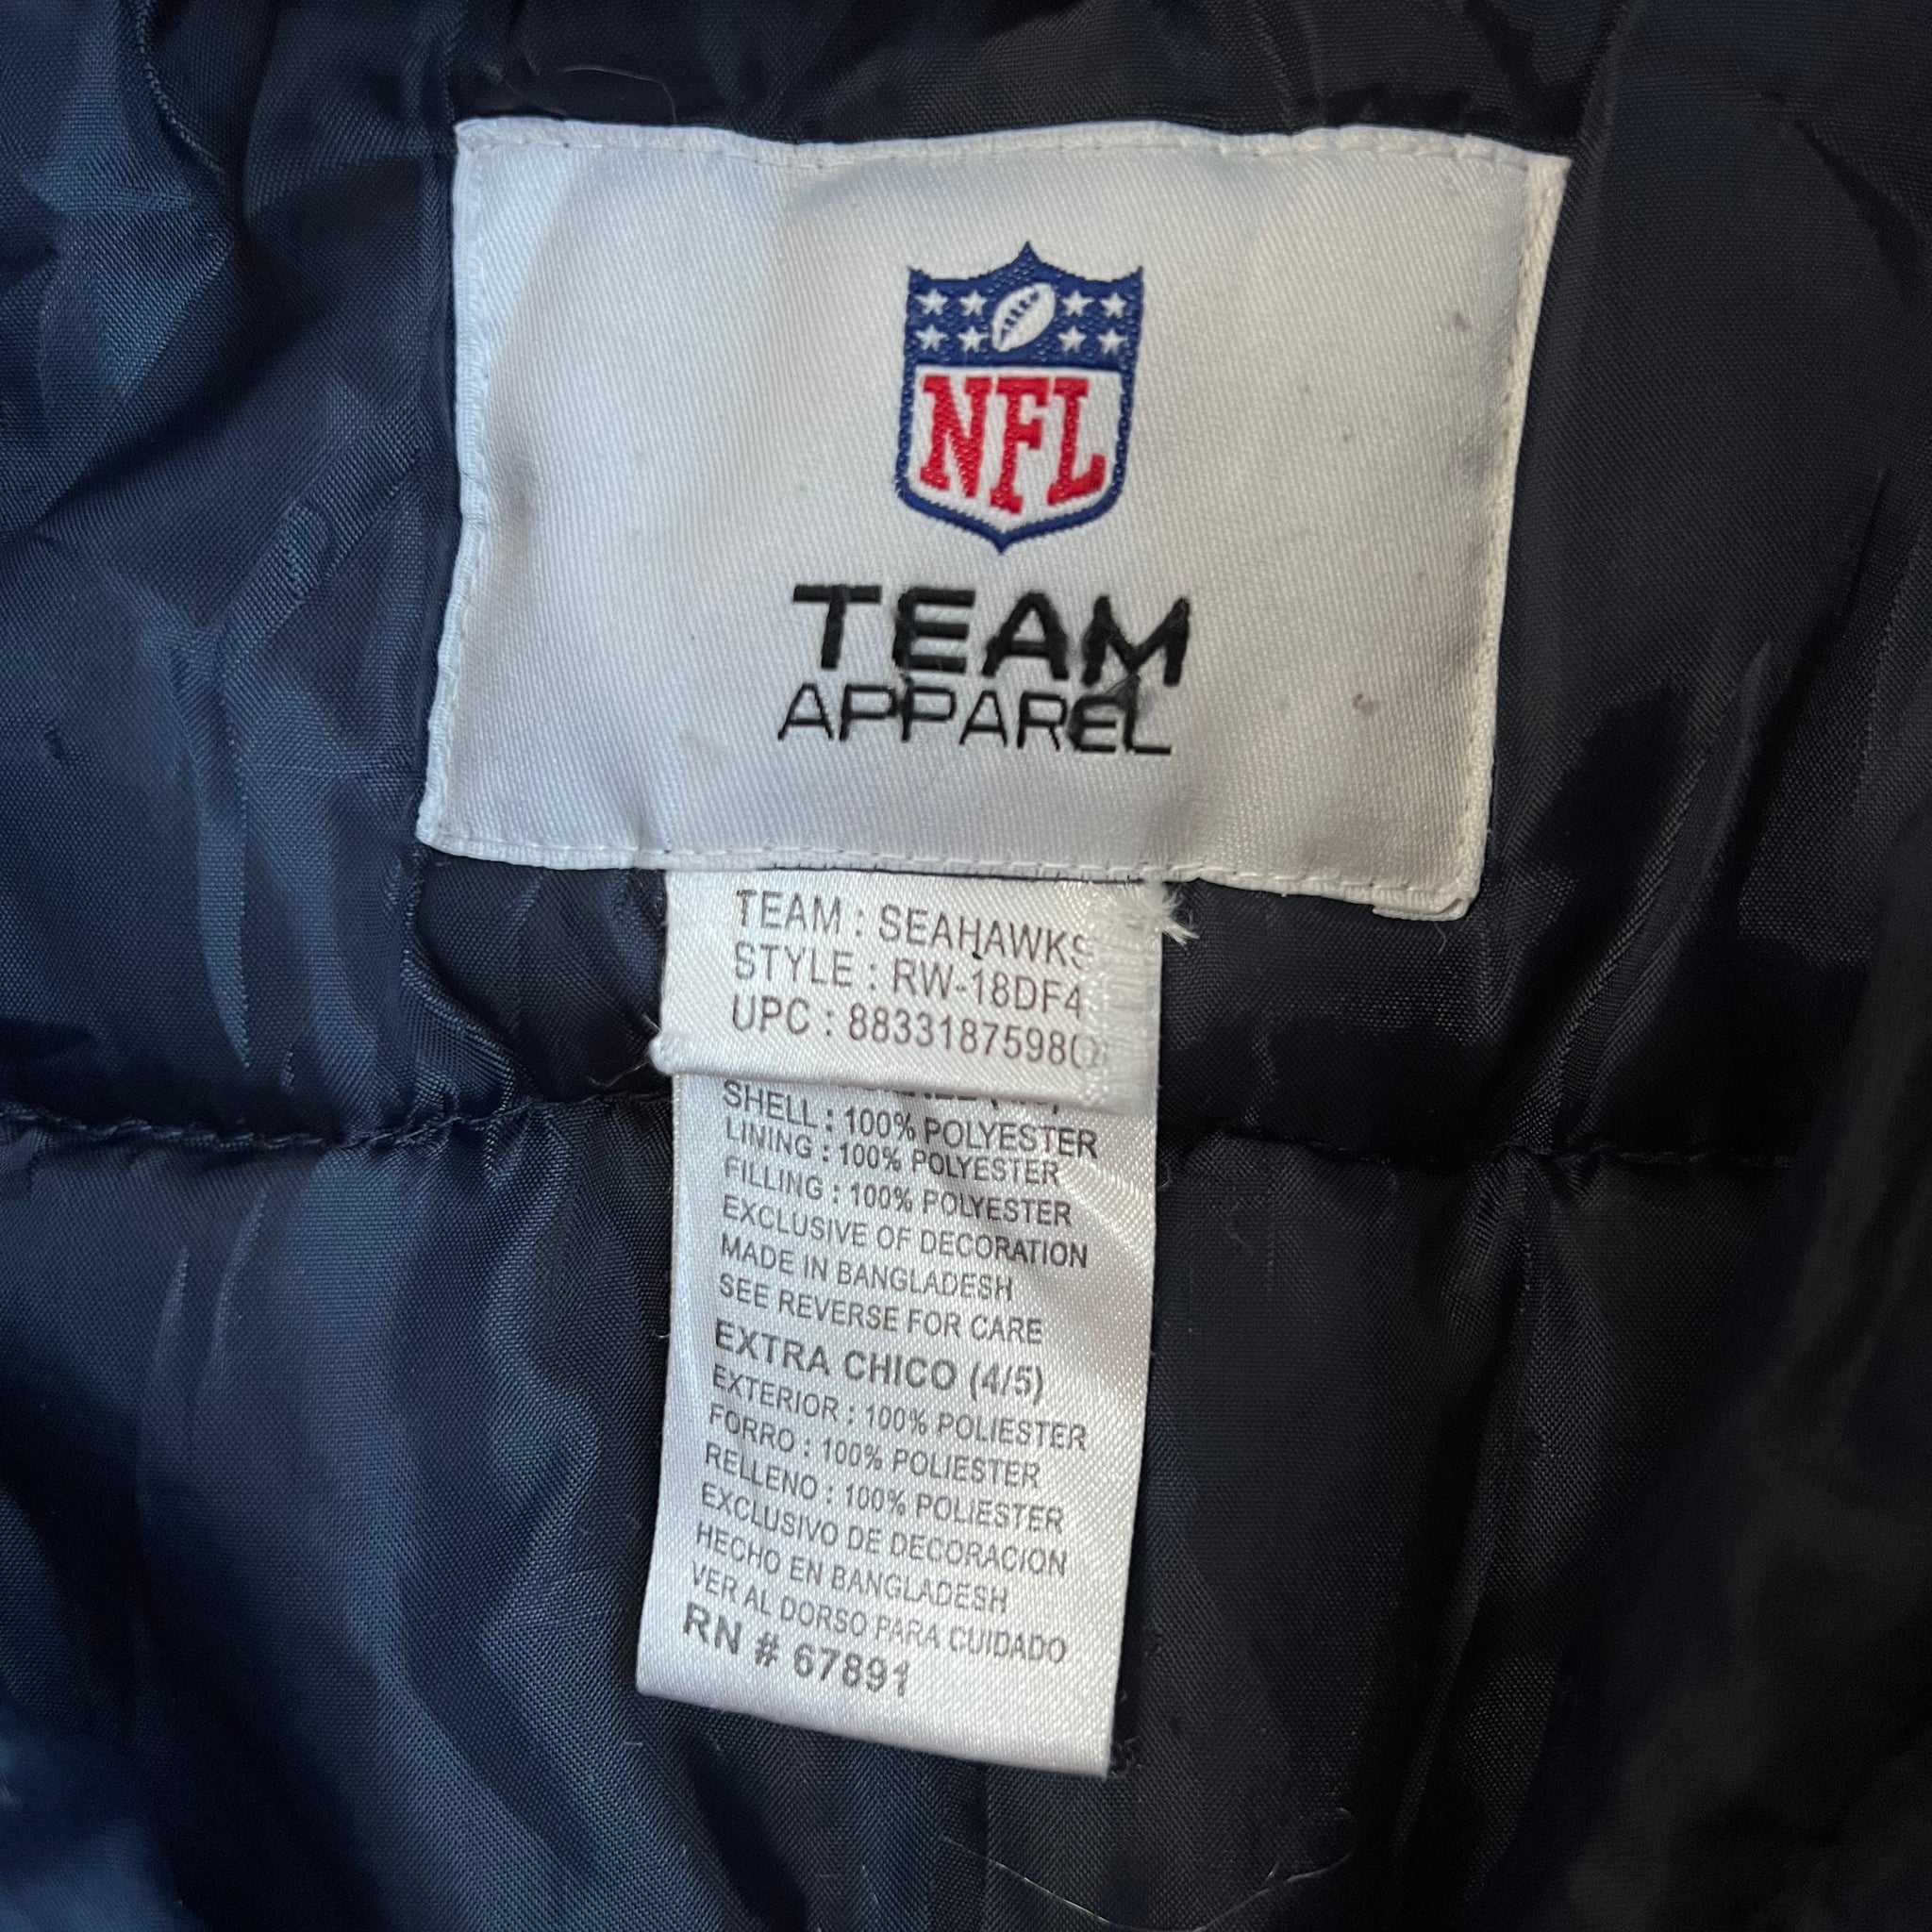 NFL
TEAM
APPAREL
TEAM : SEAHAWKS
STYLE : RW-18DF4
UPC : 88331875980
SHELL : 100% POLYESTER
LINING : 100% POLYESTER
FILLING : 100% POLYESTER
EXCLUSIVE OF DECORATION
MADE IN BANGLADESH
SEE REVERSE FOR CARE
EXTRA CHICO (4/5)
EXTERIOR : 100% POLIESTER
FORRO : 100% POLIESTER
RELLENO : 100% POLIESTER
EXCLUSIVO DE DECORACION
HECHO EN BANGLADESH
VER AL DORSO PARA CUIDADO
RN # 67891